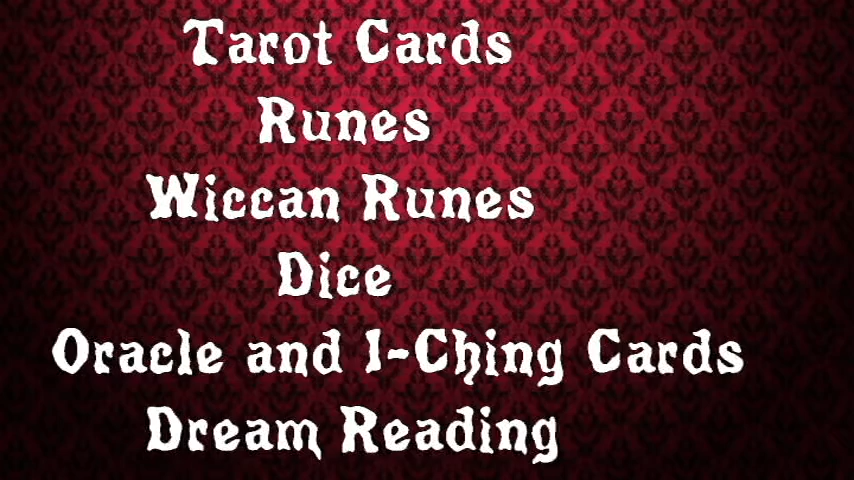 Tarot Cards
Runes
Wiccan Runes
Dice
Oracle and I-Ching Cards
Dream Reading